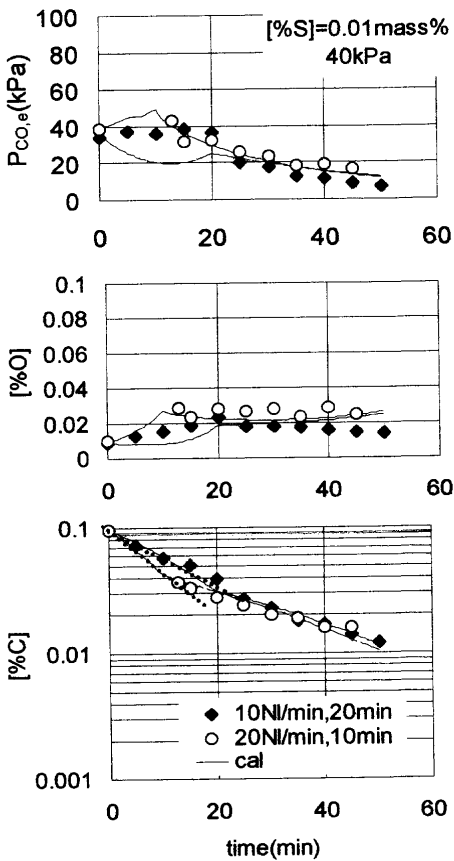 [%S]=0.01mass%
40kPa
P_CO,e(kPa)
100
80
60
40
20
0
0 20 40 60
[%O]
0.1
0.08
0.06
0.04
0.02
0
0 20 40 60
[%C]
0.1
0.01
0.001
10Nl/min,20min
20Nl/min,10min
cal
0 20 40 60
time(min)